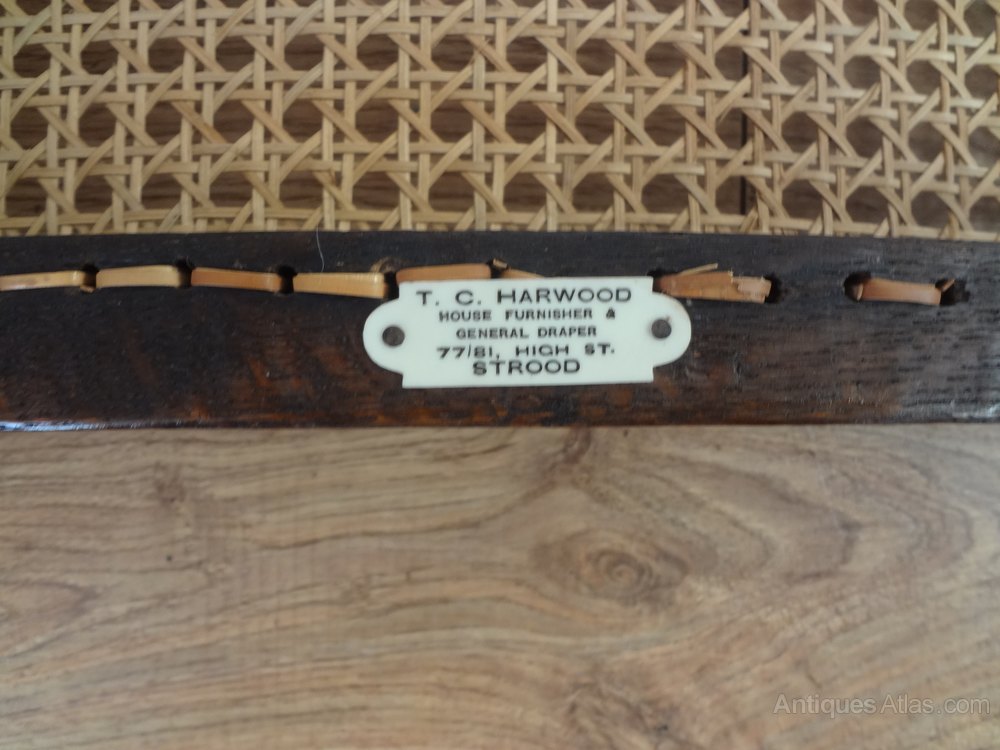 T. C. HARWOOD
HOUSE FURNISHER &
GENERAL DRAPER
77/81, HIGH ST.
STROOD
AntiquesAtlas.com